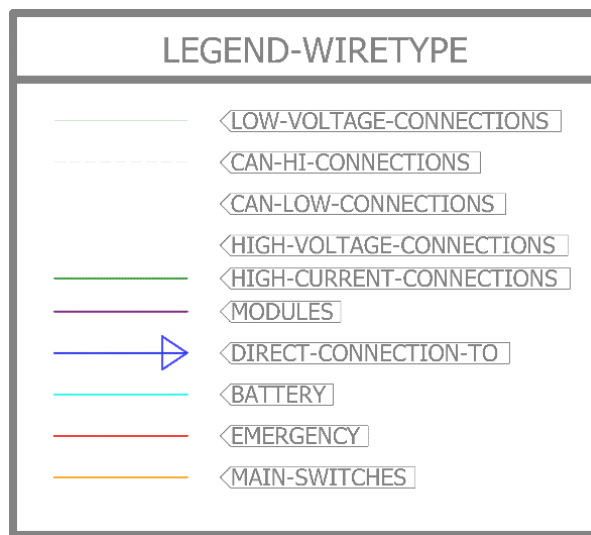 LEGEND-WIRETYPE
LOW-VOLTAGE-CONNECTIONS
CAN-HI-CONNECTIONS
CAN-LOW-CONNECTIONS
HIGH-VOLTAGE-CONNECTIONS
HIGH-CURRENT-CONNECTIONS
MODULES
DIRECT-CONNECTION-TO
BATTERY
EMERGENCY
MAIN-SWITCHES